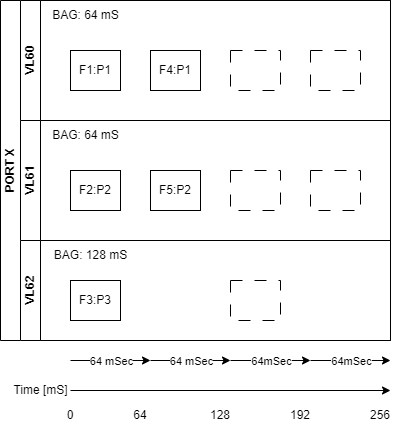 PORT X
VL60
BAG: 64 mS
F1:P1
F4:P1
VL61
BAG: 64 mS
F2:P2
F5:P2
VL62
BAG: 128 mS
F3:P3
64 mSec
64 mSec
64mSec
64mSec
Time [mS]
0
64
128
192
256